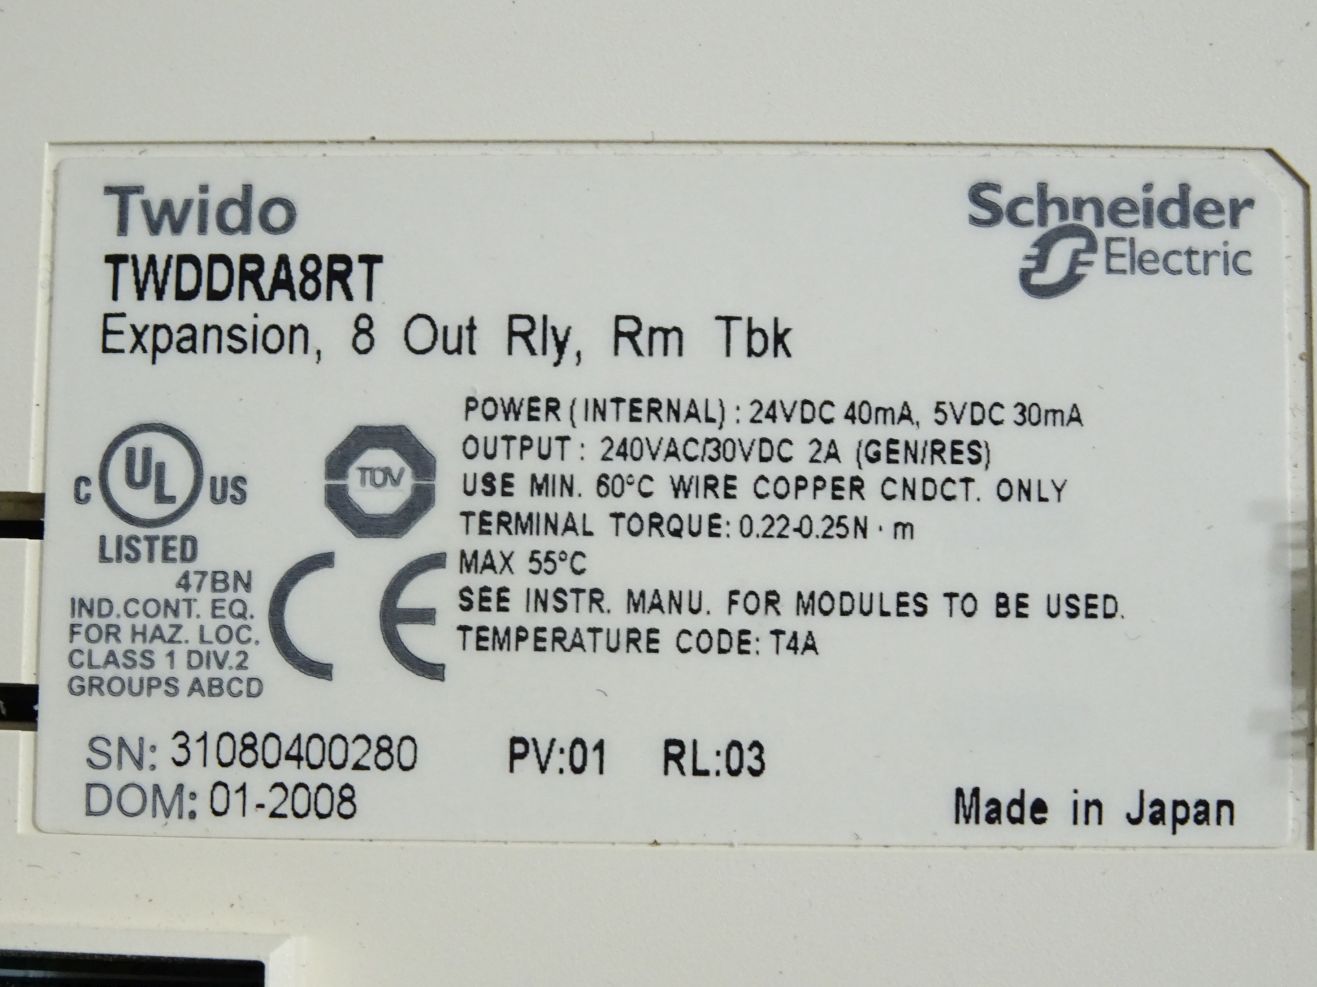 Twido
Schneider
Electric
TWDDRA8RT
Expansion, 8 Out Rly, Rm Tbk
POWER (INTERNAL) : 24VDC 40mA, 5VDC 30mA
OUTPUT : 240VAC/30VDC 2A (GEN/RES)
USE MIN. 60°C WIRE COPPER CNDCT. ONLY
TERMINAL TORQUE: 0.22-0.25N · m
MAX 55°C
SEE INSTR. MANU. FOR MODULES TO BE USED.
TEMPERATURE CODE: T4A
C UL US
LISTED
TÜV
47BN
IND.CONT. EQ.
FOR HAZ. LOC.
CLASS 1 DIV.2
GROUPS ABCD
CE
SN: 31080400280 PV:01 RL:03
DOM: 01-2008
Made in Japan